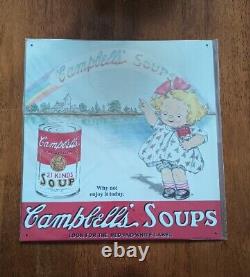 Campbell's Soup
Campbell's
21 KINDS
SOUP
Why not
enjoy it today.
Campbell's SOUPS
LOOK FOR THE RED-AND-WHITE LABEL